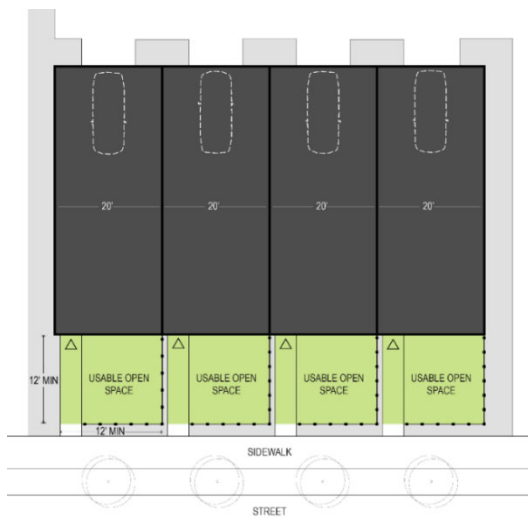 20' 20' 20' 20'
12' MIN
USABLE OPEN SPACE
USABLE OPEN SPACE
USABLE OPEN SPACE
USABLE OPEN SPACE
12' MIN
SIDEWALK
STREET